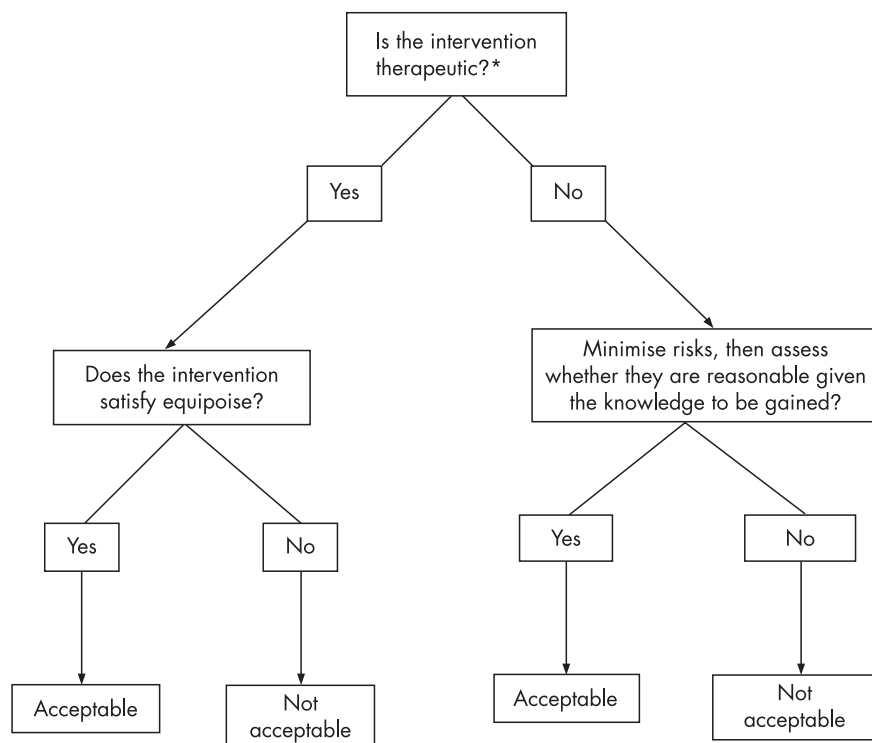 Is the intervention
therapeutic?*
Yes
No
Does the intervention
satisfy equipoise?
Minimise risks, then assess
whether they are reasonable given
the knowledge to be gained?
Yes
No
Yes
No
Acceptable
Not
acceptable
Acceptable
Not
acceptable